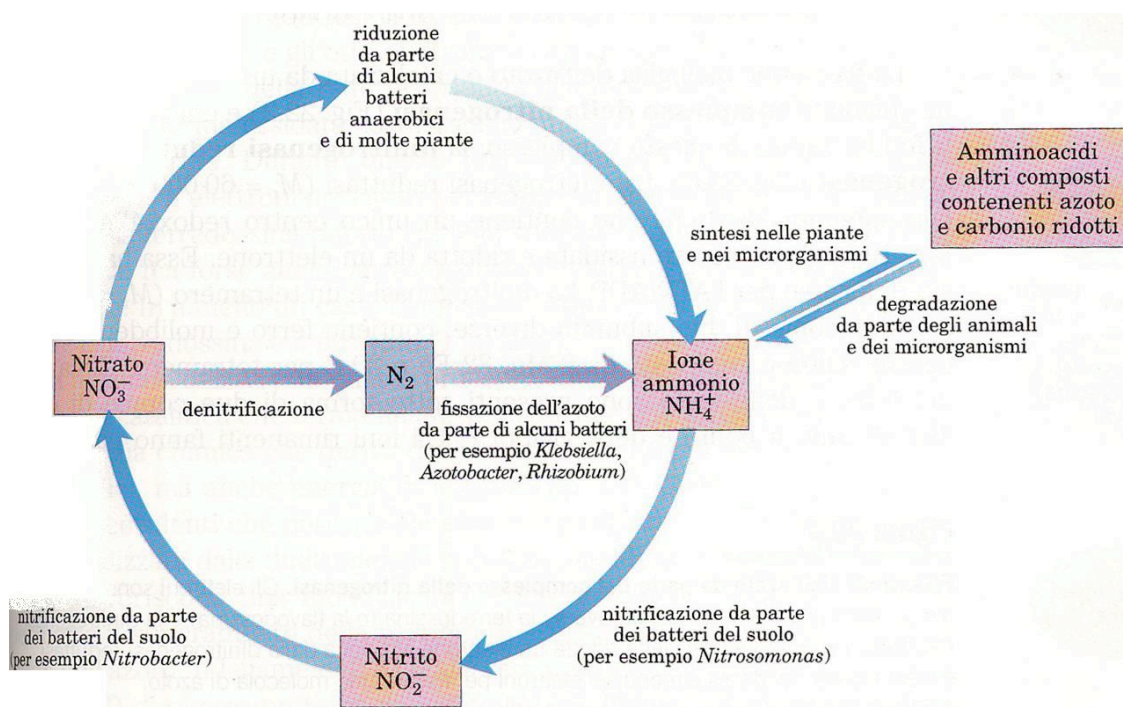 riduzione
da parte
di alcuni
batteri
anaerobici
e di molte piante
Amminoacidi
e altri composti
contenenti azoto
e carbonio ridotti
sintesi nelle piante
e nei microrganismi
degradazione
da parte degli animali
e dei microrganismi
Nitrato
NO₃⁻
N₂
Ione
ammonio
NH₄⁺
denitrificazione
fissazione dell'azoto
da parte di alcuni batteri
(per esempio Klebsiella,
Azotobacter, Rhizobium)
nitrificazione da parte
dei batteri del suolo
(per esempio Nitrobacter)
Nitrito
NO₂⁻
nitrificazione da parte
dei batteri del suolo
(per esempio Nitrosomonas)